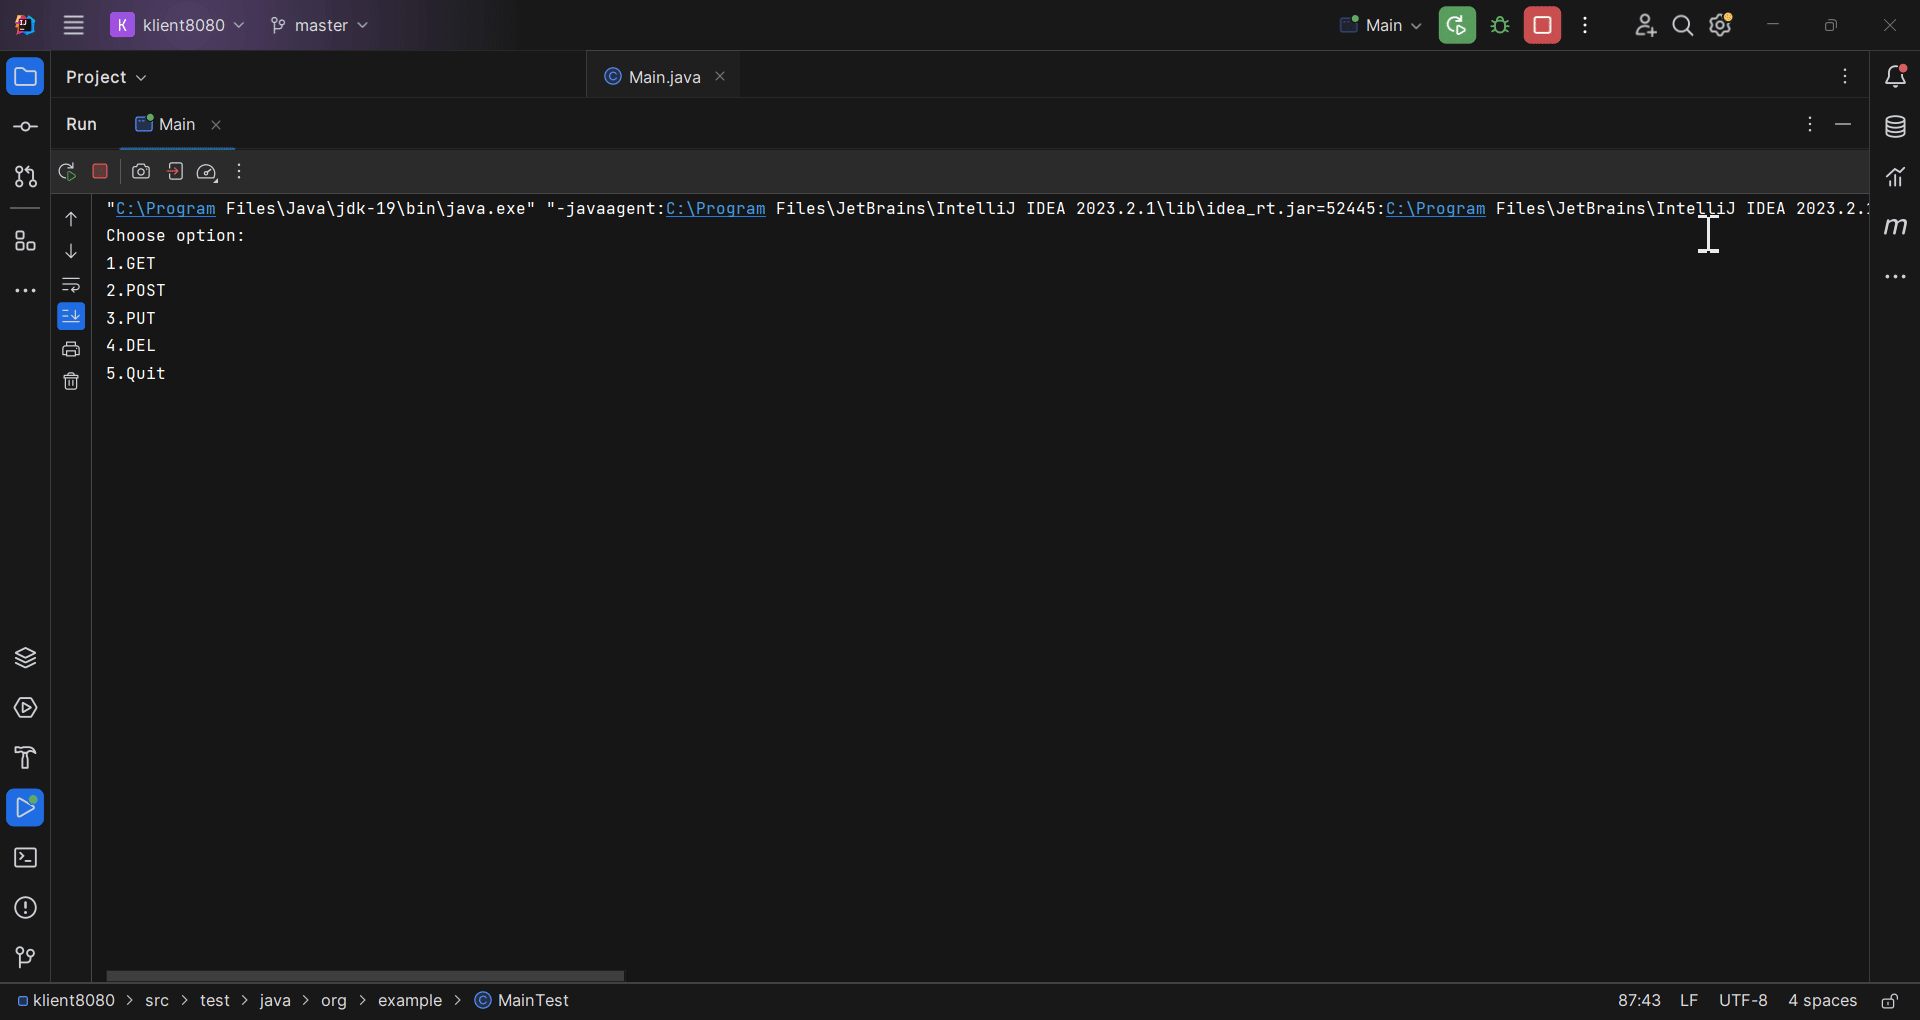 K klient8080 master Main
Project Main.java
Run Main
"C:\Program Files\Java\jdk-19\bin\java.exe" "-javaagent:C:\Program Files\JetBrains\IntelliJ IDEA 2023.2.1\lib\idea_rt.jar=52445:C:\Program Files\JetBrains\IntelliJ IDEA 2023.2.1
Choose option:
1.GET
2.POST
3.PUT
4.DEL
5.Quit
m
klient8080 > src > test > java > org > example > MainTest 87:43 LF UTF-8 4 spaces